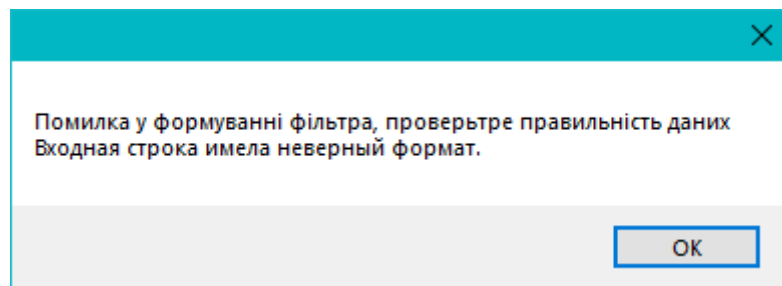 Помилка у формуванні фільтра, проверьтре правильність даних
Входная строка имела неверный формат.
OK